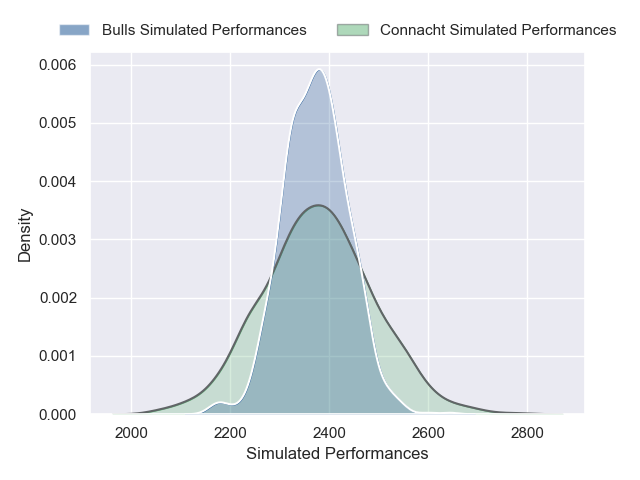 Bulls Simulated Performances
Connacht Simulated Performances
0.006
0.005
0.004
0.003
0.002
0.001
0.000
Density
2000 2200 2400 2600 2800
Simulated Performances